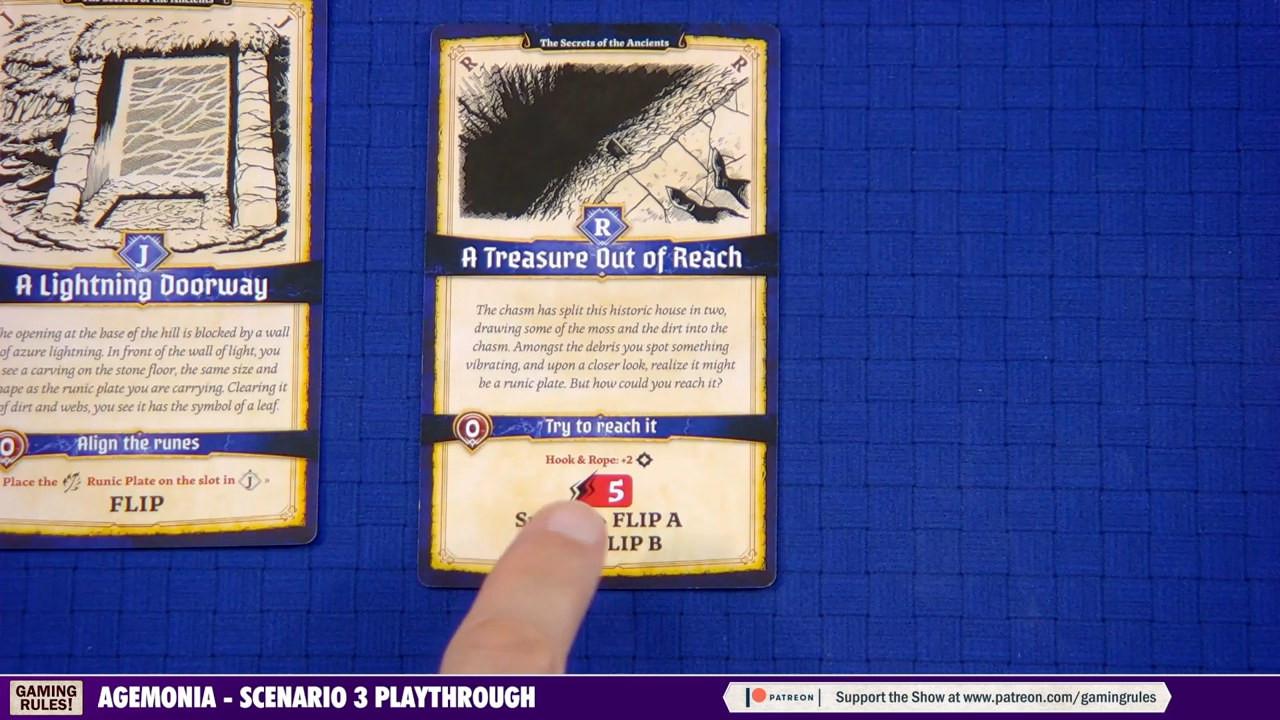 The Secrets of the Ancients
J
J
A Lightning Doorway
he opening at the base of the hill is blocked by a wall
of azure lightning. In front of the wall of light, you
see a carving on the stone floor, the same size and
hape as the runic plate you are carrying. Clearing it
of dirt and webs, you see it has the symbol of a leaf.
0
Align the runes
Place the Runic Plate on the slot in J »
FLIP
The Secrets of the Ancients
R
R
R
A Treasure Out of Reach
The chasm has split this historic house in two,
drawing some of the moss and the dirt into the
chasm. Amongst the debris you spot something
vibrating, and upon a closer look, realize it might
be a runic plate. But how could you reach it?
0
Try to reach it
Hook & Rope: +2
5
FLIP A
LIP B
GAMING
RULES!
AGEMONIA - SCENARIO 3 PLAYTHROUGH
PATREON
Support the Show at www.patreon.com/gamingrules